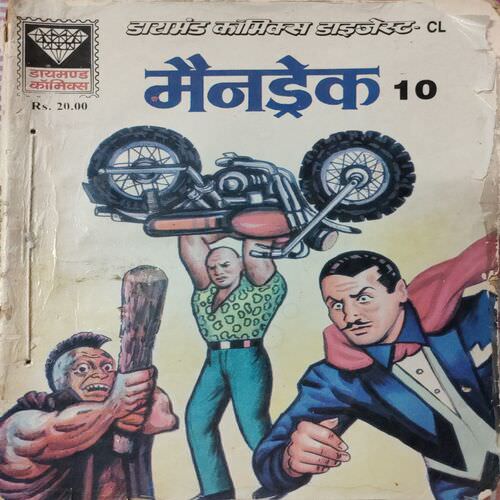 डायमंड कॉमिक्स डाइजेस्ट- CL
डायमण्ड
कॉमिक्स
Rs. 20.00
मैनड्रेक 10